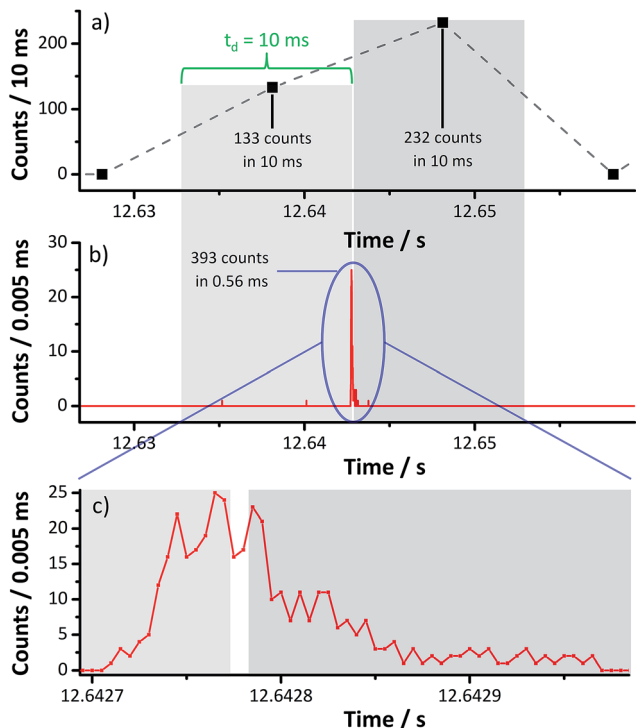 a)
t_d = 10 ms
Counts / 10 ms
200
100
0
133 counts
in 10 ms
232 counts
in 10 ms
12.63
12.64
12.65
Time / s
b)
393 counts
in 0.56 ms
Counts / 0.005 ms
30
20
10
0
12.63
12.64
12.65
Time / s
c)
Counts / 0.005 ms
25
20
15
10
5
0
12.6427
12.6428
12.6429
Time / s